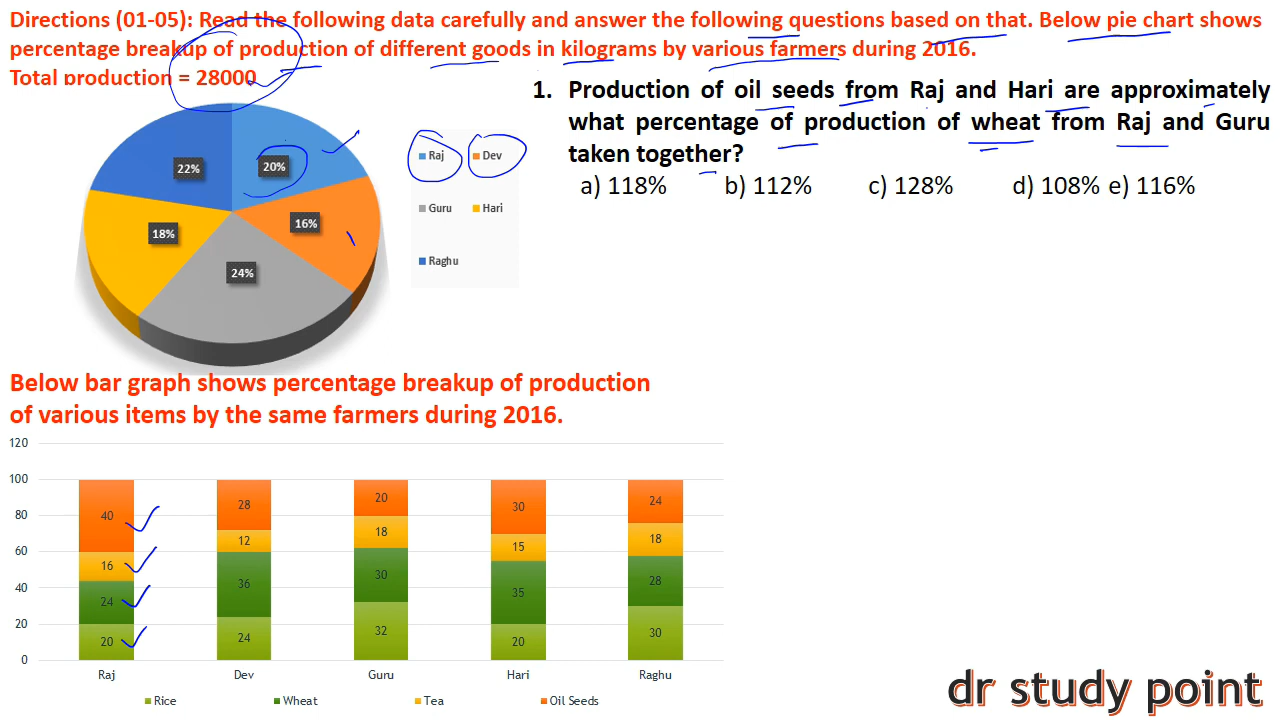 Directions (01-05): Read the following data carefully and answer the following questions based on that. Below pie chart shows
percentage breakup of production of different goods in kilograms by various farmers during 2016.
Total production = 28000
1. Production of oil seeds from Raj and Hari are approximately
what percentage of production of wheat from Raj and Guru
taken together?
a) 118% b) 112% c) 128% d) 108% e) 116%
22% 20%
18% 16%
24%
Raj Dev
Guru Hari
Raghu
Below bar graph shows percentage breakup of production
of various items by the same farmers during 2016.
120
100
80
60
40
20
0
40 28 20 30 24
16 12 18 15 18
24 36 30 35 28
20 24 32 20 30
Raj Dev Guru Hari Raghu
Rice Wheat Tea Oil Seeds
dr study point